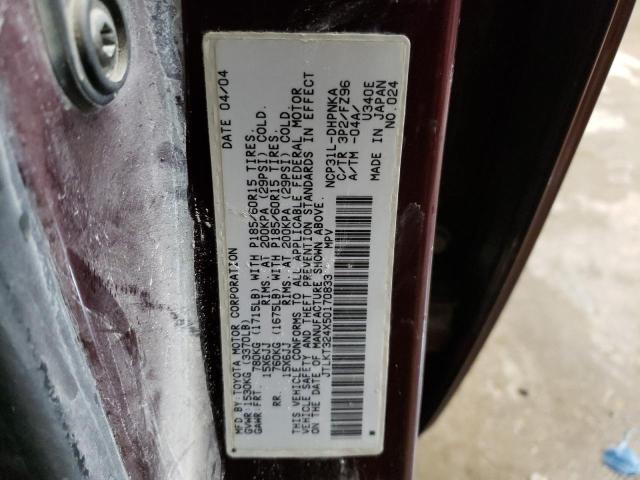 MFD BY TOYOTA MOTOR CORPORATION DATE 04/04
GVWR 1530KG (3370LB)
GAWR FRT. 780KG (1715LB) WITH P185/60R15 TIRES.
15X6JJ RIMS. AT 200KPA (29PSI) COLD.
RR. 760KG (1675LB) WITH P185/60R15 TIRES.
15X6JJ RIMS. AT 200KPA (29PSI) COLD.
THIS VEHICLE CONFORMS TO ALL APPLICABLE FEDERAL MOTOR
VEHICLE SAFETY AND THEFT PREVENTION STANDARDS IN EFFECT
ON THE DATE OF MANUFACTURE SHOWN ABOVE.
JTLKT324X50170833 MPV NCP31L-DHPNKA
C/TR 3P2/FZ96
A/TM -04A/ U340E
MADE IN JAPAN
NO.024